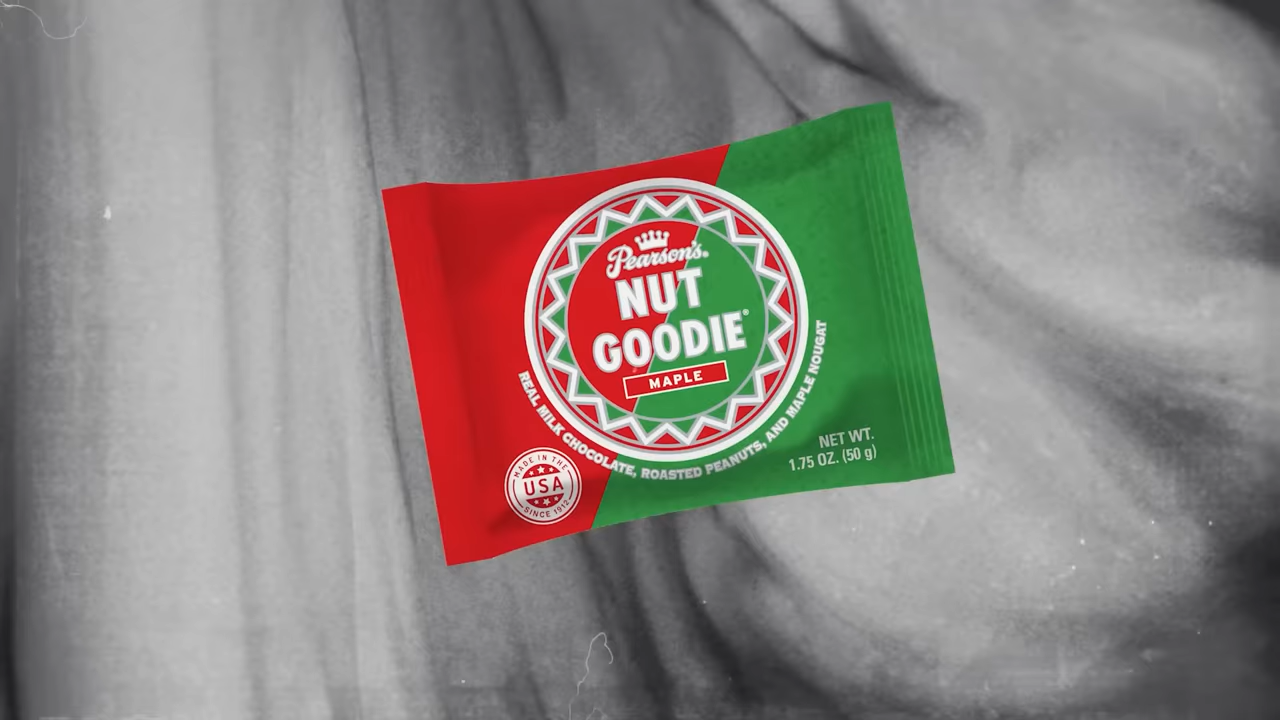 Pearson's®
NUT
GOODIE®
MAPLE
REAL MILK CHOCOLATE, ROASTED PEANUTS, AND MAPLE NOUGAT
MADE IN THE
USA
SINCE 1912
NET WT.
1.75 OZ. (50 g)